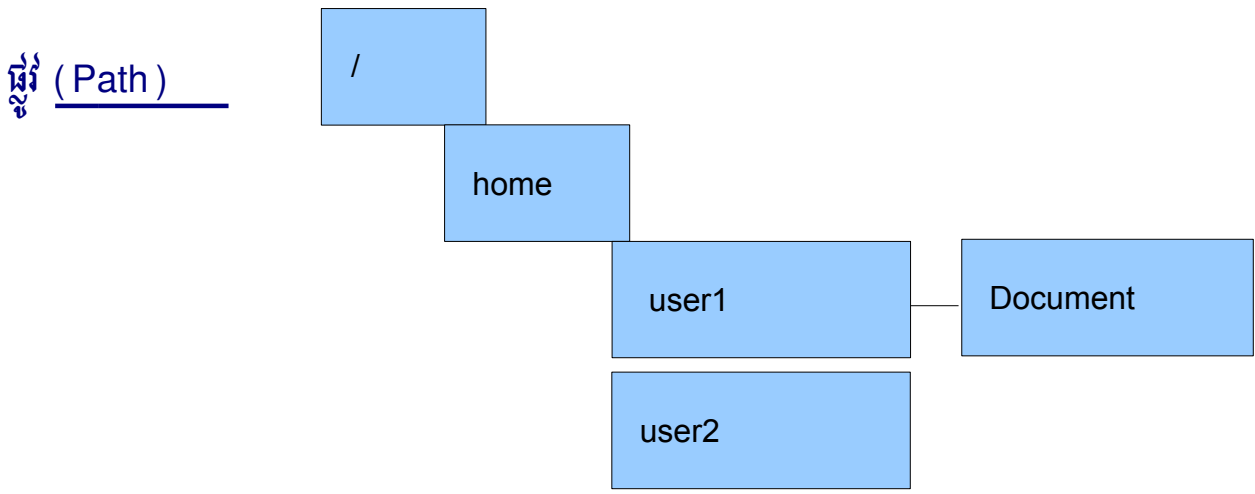 /
ផ្លូវ (Path)
home
user1
Document
user2